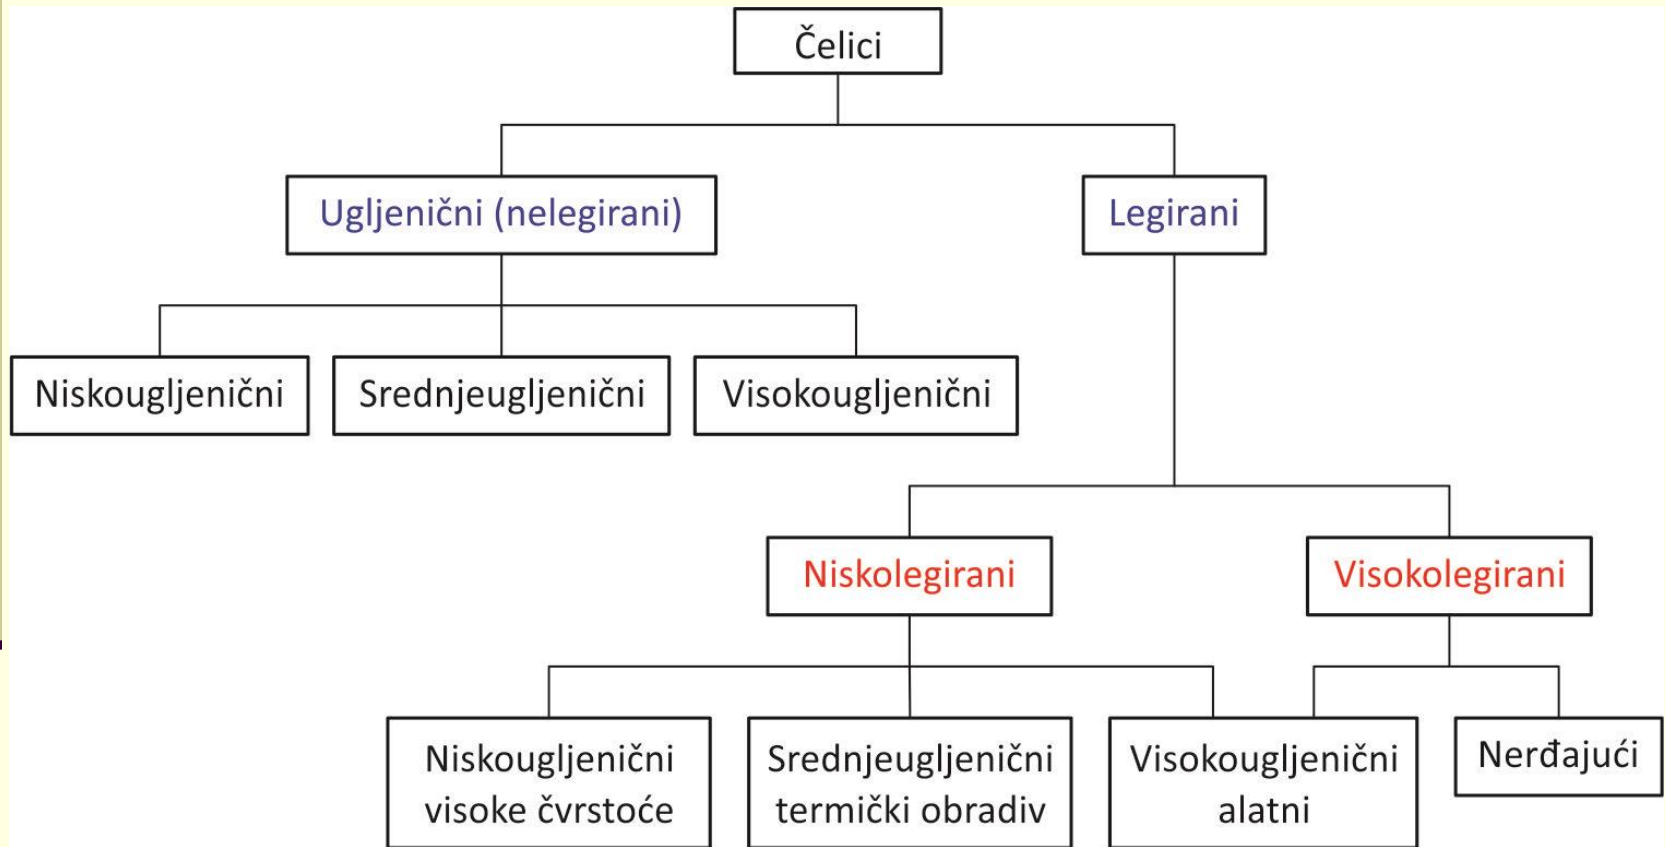 Čelici
Ugljenični (nelegirani)
Legirani
Niskougljenični
Srednjeugljenični
Visokougljenični
Niskolegirani
Visokolegirani
Niskougljenični
visoke čvrstoće
Srednjeugljenični
termički obradiv
Visokougljenični
alatni
Nerđajući